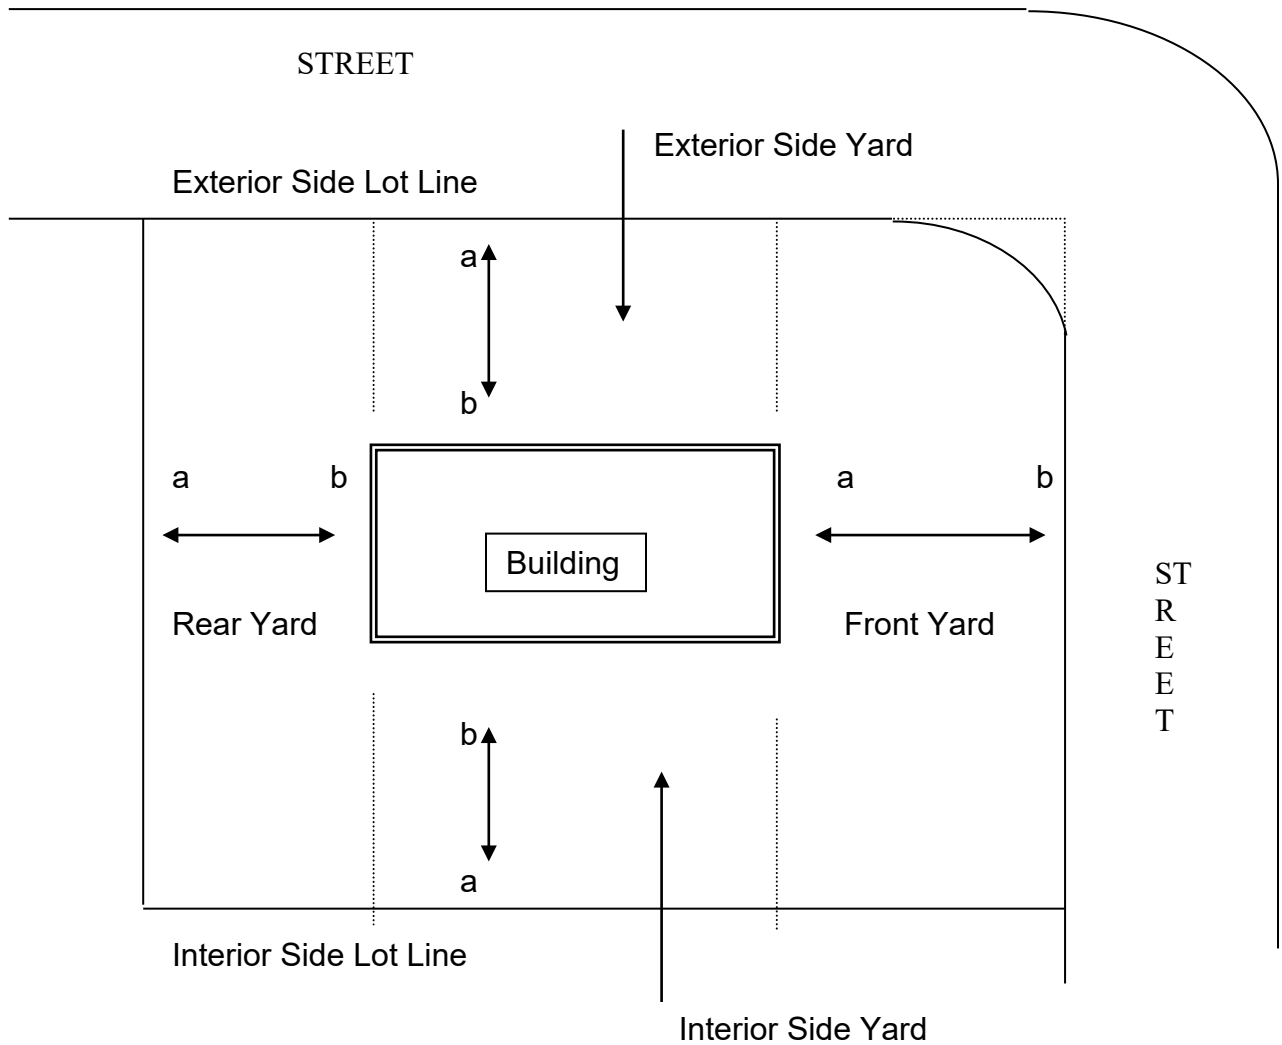 STREET
Exterior Side Yard
Exterior Side Lot Line
a
b
a
b
a
b
Building
ST
R
E
E
T
Rear Yard
Front Yard
b
a
Interior Side Lot Line
Interior Side Yard